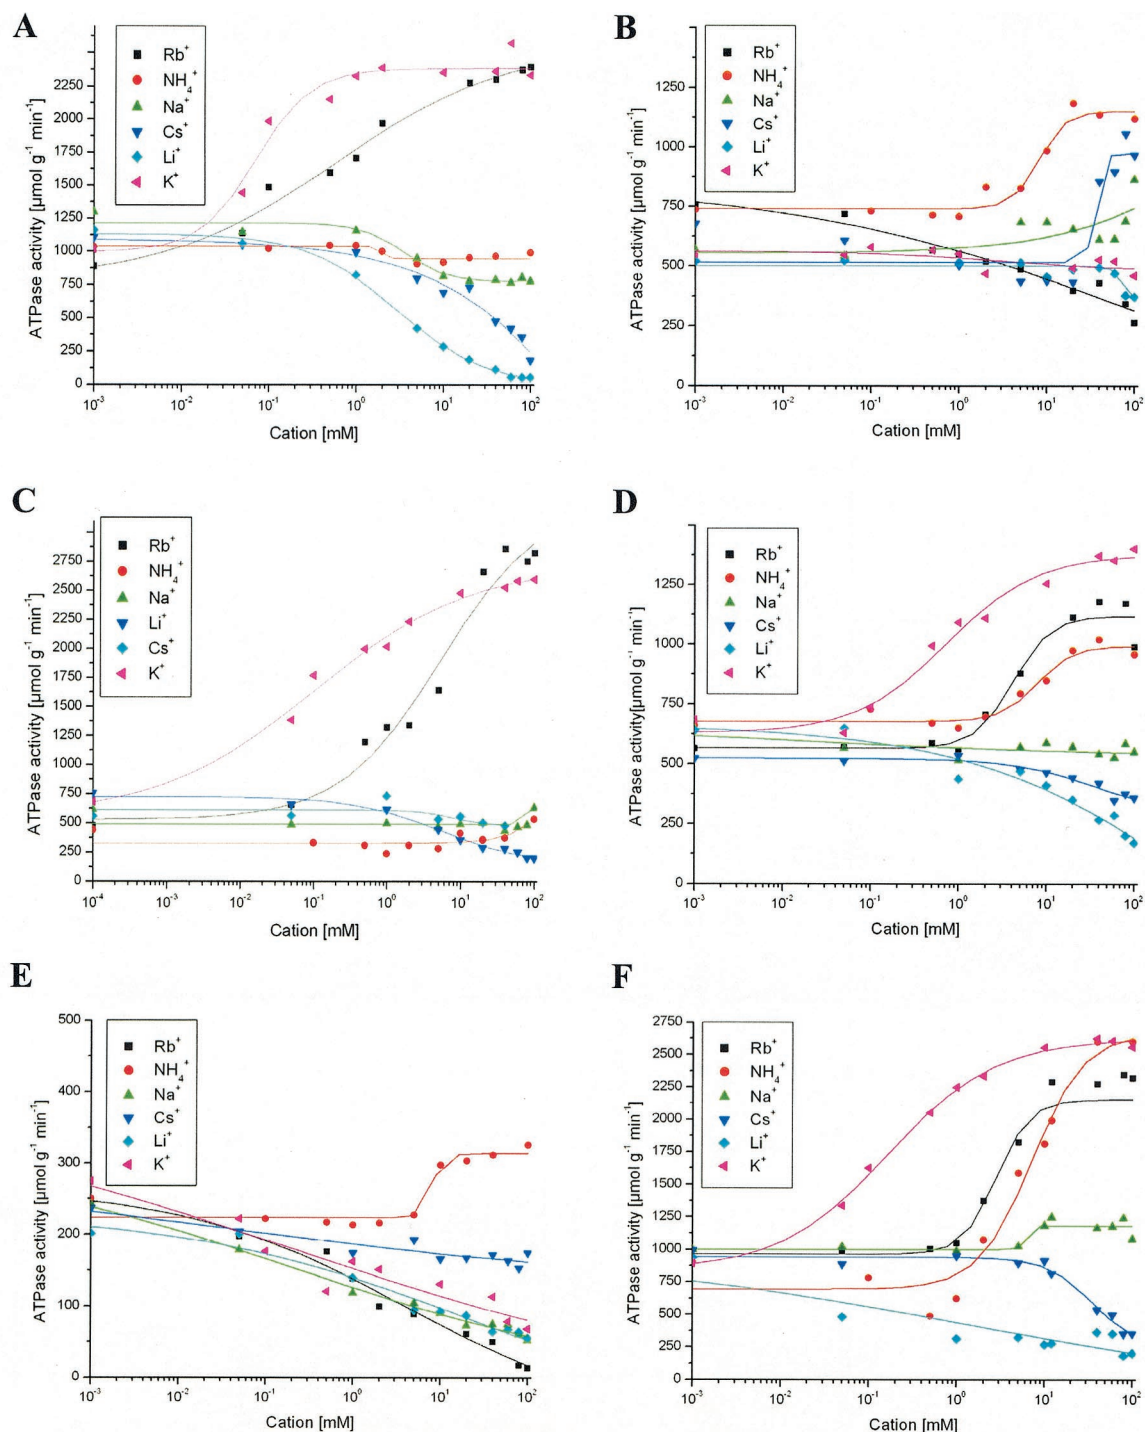 A
Rb+
NH4+
Na+
Cs+
Li+
K+
ATPase activity [µmol g-1 min-1]
2250
2000
1750
1500
1250
1000
750
500
250
0
10-3 10-2 10-1 100 101 102
Cation [mM]
B
Rb+
NH4+
Na+
Cs+
Li+
K+
ATPase activity [µmol g-1 min-1]
1250
1000
750
500
250
0
10-3 10-2 10-1 100 101 102
Cation [mM]
C
Rb+
NH4+
Na+
Li+
Cs+
K+
ATPase activity [µmol g-1 min-1]
2750
2500
2250
2000
1750
1500
1250
1000
750
500
250
0
10-4 10-3 10-2 10-1 100 101 102
Cation [mM]
D
Rb+
NH4+
Na+
Cs+
Li+
K+
ATPase activity[µmol g-1 min-1]
1250
1000
750
500
250
0
10-3 10-2 10-1 100 101 102
Cation [mM]
E
Rb+
NH4+
Na+
Cs+
Li+
K+
ATPase activity [µmol g-1 min-1]
500
400
300
200
100
0
10-3 10-2 10-1 100 101 102
Cation [mM]
F
Rb+
NH4+
Na+
Cs+
Li+
K+
ATPase activity [µmol g-1 min-1]
2750
2500
2250
2000
1750
1500
1250
1000
750
500
250
0
10-3 10-2 10-1 100 101 102
Cation [mM]